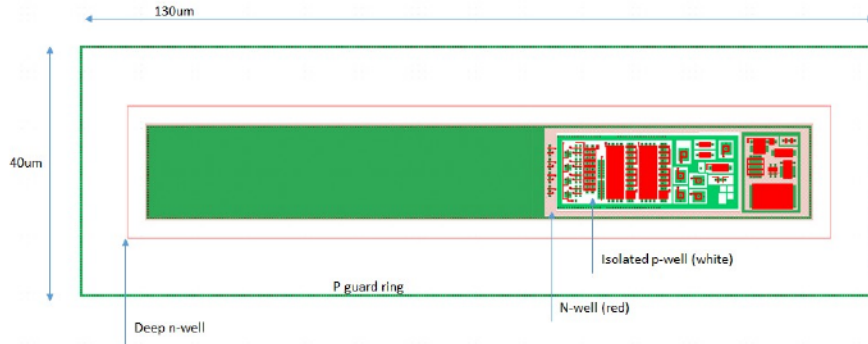 130um
40um
Isolated p-well (white)
P guard ring
N-well (red)
Deep n-well